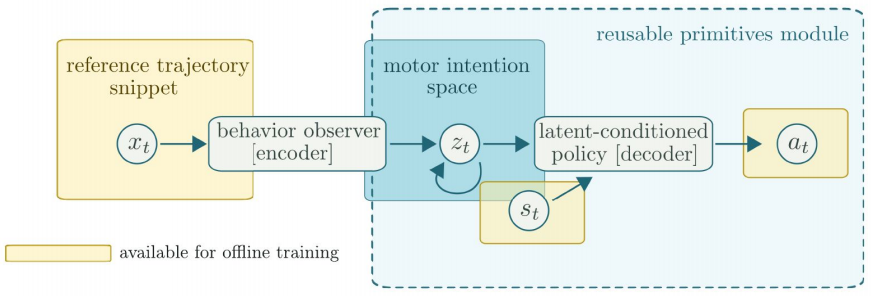 reusable primitives module
reference trajectory
snippet
motor intention
space
x_t
behavior observer
[encoder]
z_t
latent-conditioned
policy [decoder]
a_t
s_t
available for offline training